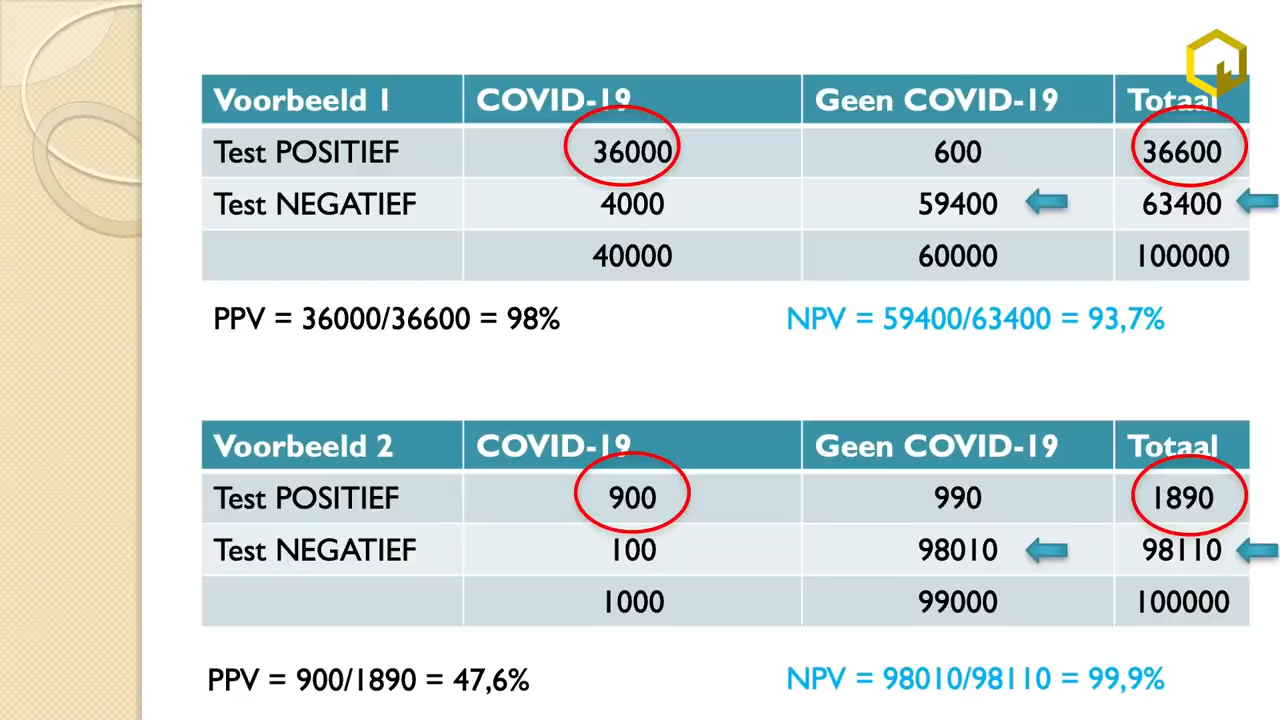 Voorbeeld 1 COVID-19 Geen COVID-19 Totaal
Test POSITIEF 36000 600 36600
Test NEGATIEF 4000 59400 63400
40000 60000 100000
PPV = 36000/36600 = 98% NPV = 59400/63400 = 93,7%
Voorbeeld 2 COVID-19 Geen COVID-19 Totaal
Test POSITIEF 900 990 1890
Test NEGATIEF 100 98010 98110
1000 99000 100000
PPV = 900/1890 = 47,6% NPV = 98010/98110 = 99,9%